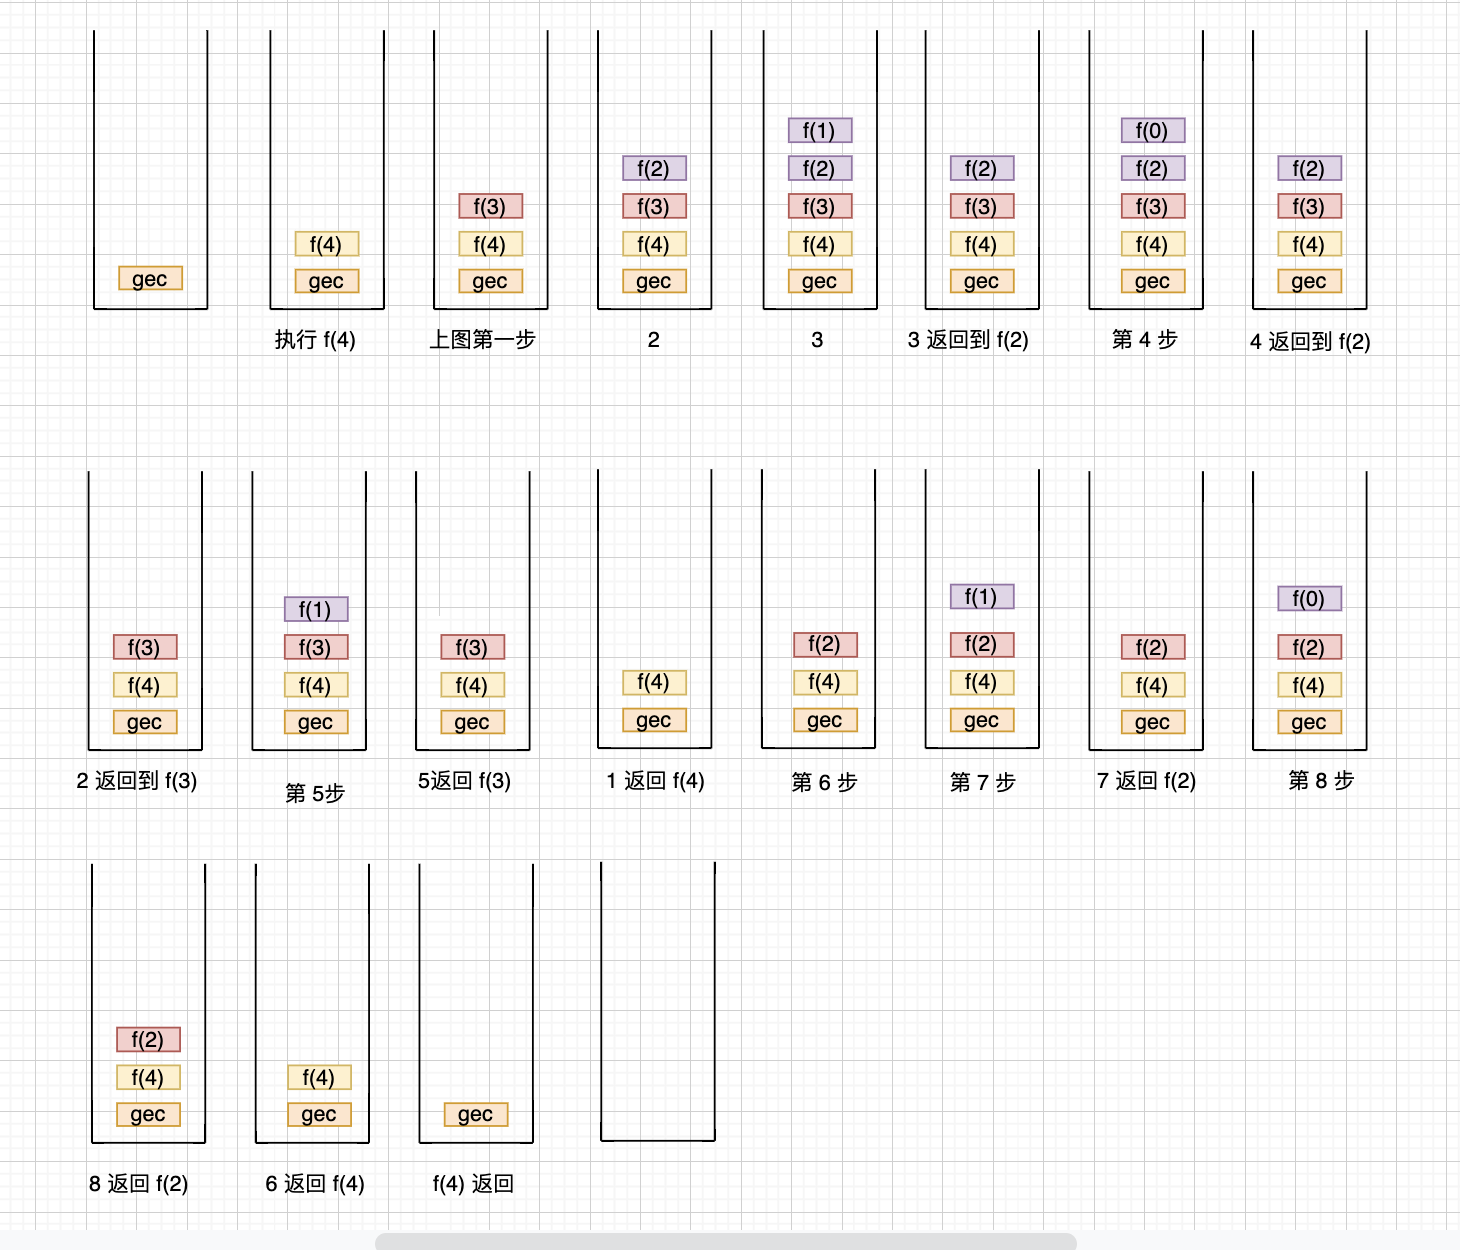 gec
f(4)
gec
f(3)
f(4)
gec
f(2)
f(3)
f(4)
gec
f(1)
f(2)
f(3)
f(4)
gec
f(2)
f(3)
f(4)
gec
f(0)
f(2)
f(3)
f(4)
gec
f(2)
f(3)
f(4)
gec
执行 f(4)
上图第一步
2
3
3 返回到 f(2)
第 4 步
4 返回到 f(2)
f(3)
f(4)
gec
f(1)
f(3)
f(4)
gec
f(3)
f(4)
gec
f(4)
gec
f(2)
f(4)
gec
f(1)
f(2)
f(4)
gec
f(2)
f(4)
gec
f(0)
f(2)
f(4)
gec
2 返回到 f(3)
第 5步
5返回 f(3)
1 返回 f(4)
第 6 步
第 7 步
7 返回 f(2)
第 8 步
f(2)
f(4)
gec
f(4)
gec
gec
8 返回 f(2)
6 返回 f(4)
f(4) 返回